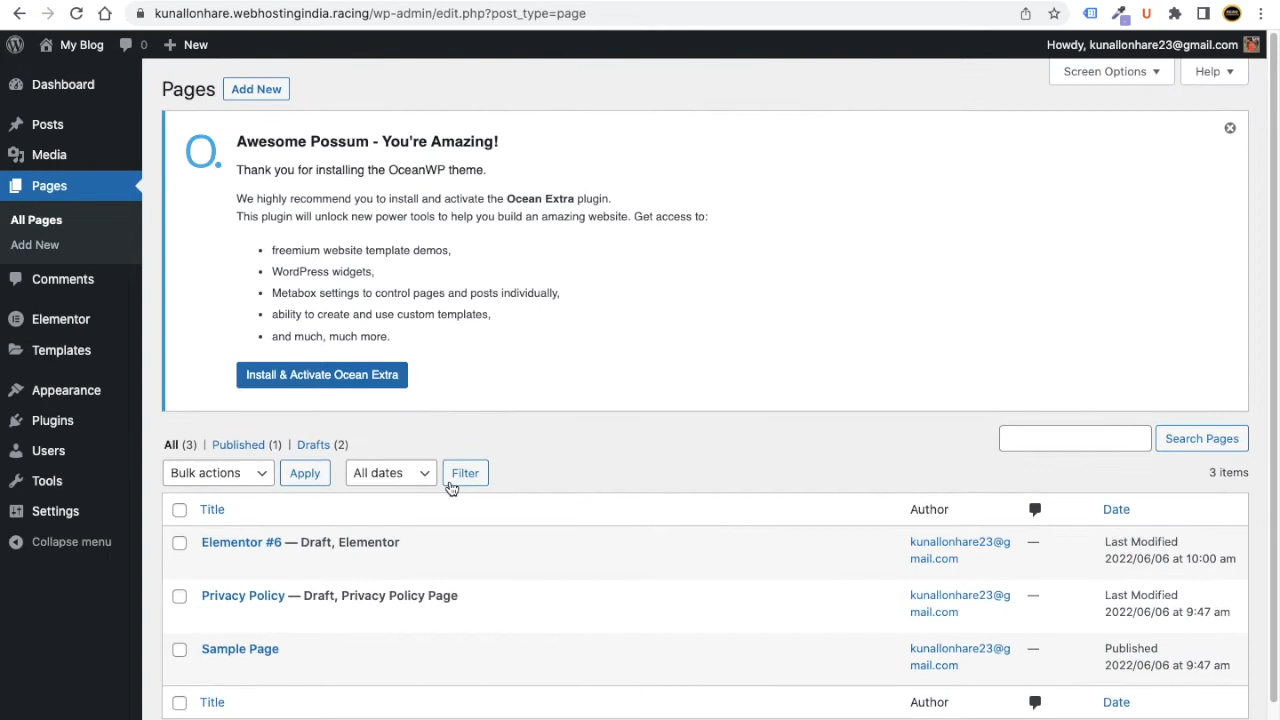 kunallonhare.webhostingindia.racing/wp-admin/edit.php?post_type=page
My Blog 0 New
Howdy, kunallonhare23@gmail.com
Dashboard
Posts
Media
Pages
All Pages
Add New
Comments
Elementor
Templates
Appearance
Plugins
Users
Tools
Settings
Collapse menu
Screen Options Help
Pages Add New
O.
Awesome Possum - You're Amazing!
Thank you for installing the OceanWP theme.
We highly recommend you to install and activate the Ocean Extra plugin.
This plugin will unlock new power tools to help you build an amazing website. Get access to:
• freemium website template demos,
• WordPress widgets,
• Metabox settings to control pages and posts individually,
• ability to create and use custom templates,
• and much, much more.
Install & Activate Ocean Extra
All (3) | Published (1) | Drafts (2)
Search Pages
Bulk actions Apply All dates Filter
3 items
Title Author Date
Elementor #6 — Draft, Elementor
kunallonhare23@g
mail.com
—
Last Modified
2022/06/06 at 10:00 am
Privacy Policy — Draft, Privacy Policy Page
kunallonhare23@g
mail.com
—
Last Modified
2022/06/06 at 9:47 am
Sample Page
kunallonhare23@g
mail.com
—
Published
2022/06/06 at 9:47 am
Title Author Date